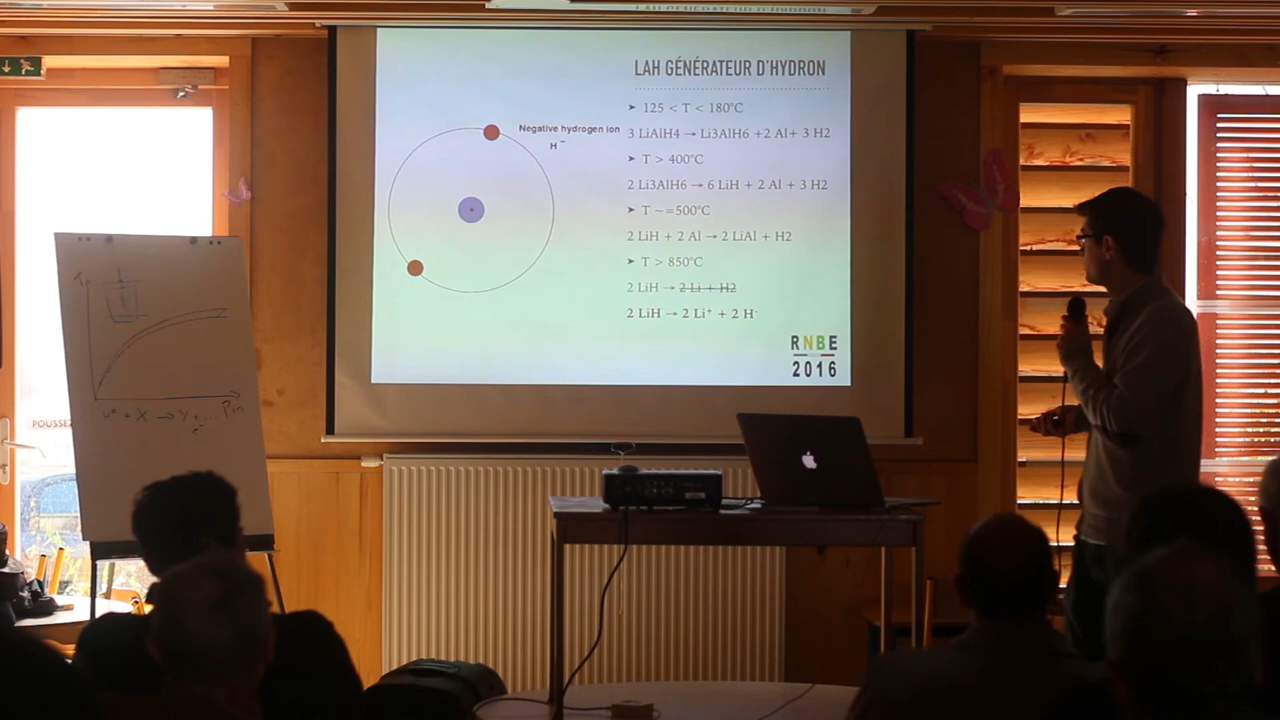 LAH GÉNÉRATEUR D'HYDRON
➤ 125 < T < 180°C
Negative hydrogen ion
H⁻
3 LiAlH4 → Li3AlH6 +2 Al+ 3 H2
➤ T > 400°C
2 Li3AlH6 → 6 LiH + 2 Al + 3 H2
+
➤ T ~=500°C
2 LiH + 2 Al → 2 LiAl + H2
➤ T > 850°C
2 LiH → 2 Li + H2
2 LiH → 2 Li⁺ + 2 H⁻
RNBE
2016
H° + X → Y
e⁻
Pin
POUSSEZ